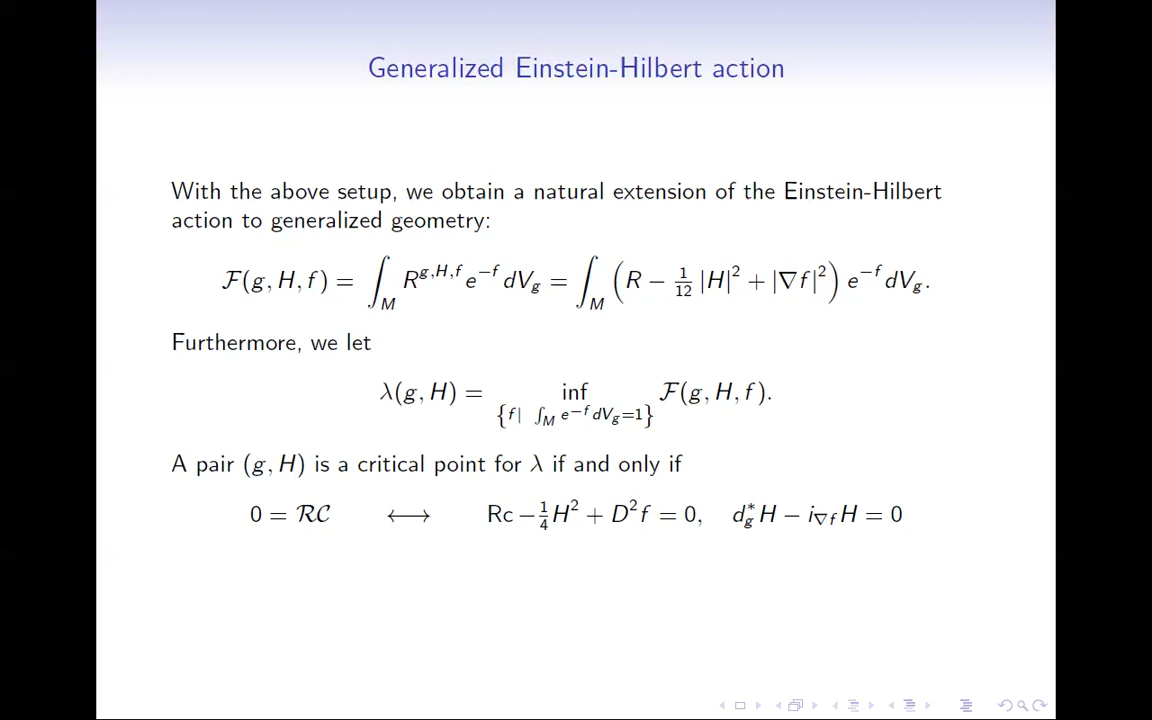 Generalized Einstein-Hilbert action
With the above setup, we obtain a natural extension of the Einstein-Hilbert
action to generalized geometry:
ℱ(g, H, f) = ∫_M R^{g,H,f} e^{−f} dV_g = ∫_M (R − 1/12 |H|² + |∇f|²) e^{−f} dV_g.
Furthermore, we let
λ(g, H) = inf_{{f| ∫_M e^{−f} dV_g=1}} ℱ(g, H, f).
A pair (g, H) is a critical point for λ if and only if
0 = ℛ𝒞 ⟷ Rc − 1/4 H² + D²f = 0, d*_g H − i_{∇f} H = 0